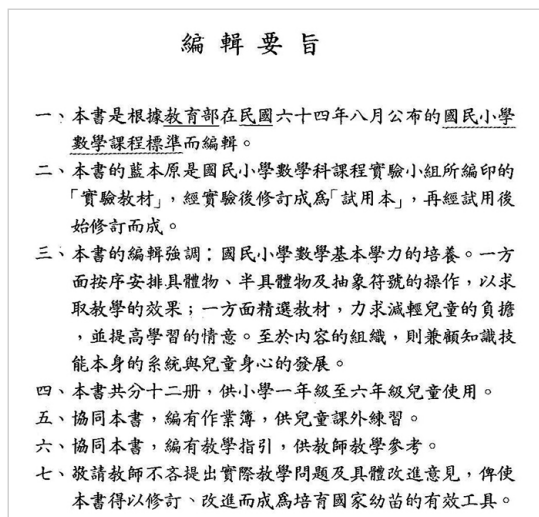 編輯要旨
一、本書是根據教育部在民國六十四年八月公布的國民小學
數學課程標準而編輯。
二、本書的藍本原是國民小學數學科課程實驗小組所編印的
「實驗教材」，經實驗後修訂成為「試用本」，再經試用後
始修訂而成。
三、本書的編輯強調：國民小學數學基本學力的培養。一方
面按序安排具體物、半具體物及抽象符號的操作，以求
取教學的效果；一方面精選教材，力求減輕兒童的負擔
，並提高學習的情意。至於內容的組織，則兼顧知識技
能本身的系統與兒童身心的發展。
四、本書共分十二册，供小學一年級至六年級兒童使用。
五、協同本書，編有作業簿，供兒童課外練習。
六、協同本書，編有教學指引，供教師教學參考。
七、敬請教師不吝提出實際教學問題及具體改進意見，俾使
本書得以修訂、改進而成為培育國家幼苗的有效工具。